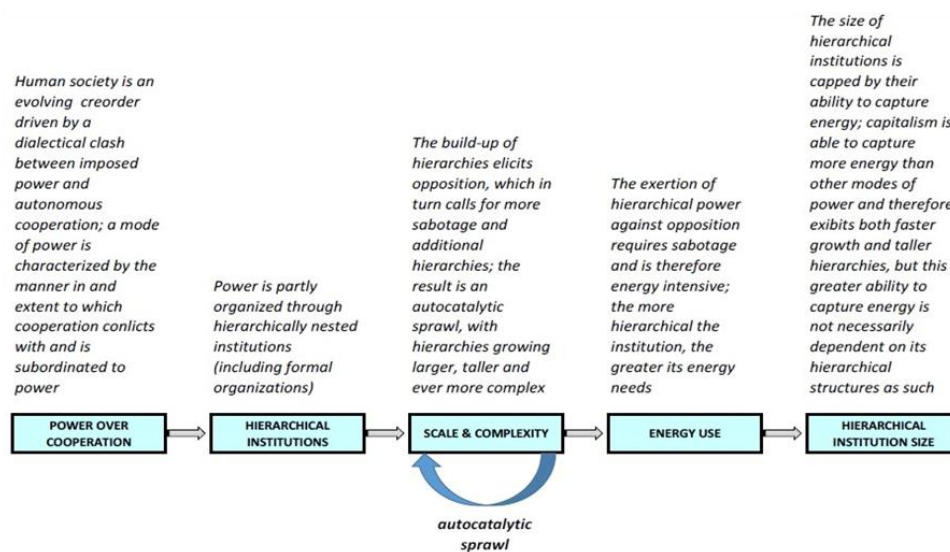 Human society is an
evolving creorder
driven by a
dialectical clash
between imposed
power and
autonomous
cooperation; a mode
of power is
characterized by the
manner in and
extent to which
cooperation conlicts
with and is
subordinated to
power
Power is partly
organized through
hierarchically nested
institutions
(including formal
organizations)
The build-up of
hierarchies elicits
opposition, which in
turn calls for more
sabotage and
additional
hierarchies; the
result is an
autocatalytic
sprawl, with
hierarchies growing
larger, taller and
ever more complex
The exertion of
hierarchical power
against opposition
requires sabotage
and is therefore
energy intensive;
the more
hierarchical the
institution, the
greater its energy
needs
The size of
hierarchical
institutions is
capped by their
ability to capture
energy; capitalism is
able to capture
more energy than
other modes of
power and therefore
exibits both faster
growth and taller
hierarchies, but this
greater ability to
capture energy is
not necessarily
dependent on its
hierarchical
structures as such
POWER OVER
COOPERATION
HIERARCHICAL
INSTITUTIONS
SCALE & COMPLEXITY
ENERGY USE
HIERARCHICAL
INSTITUTION SIZE
autocatalytic
sprawl